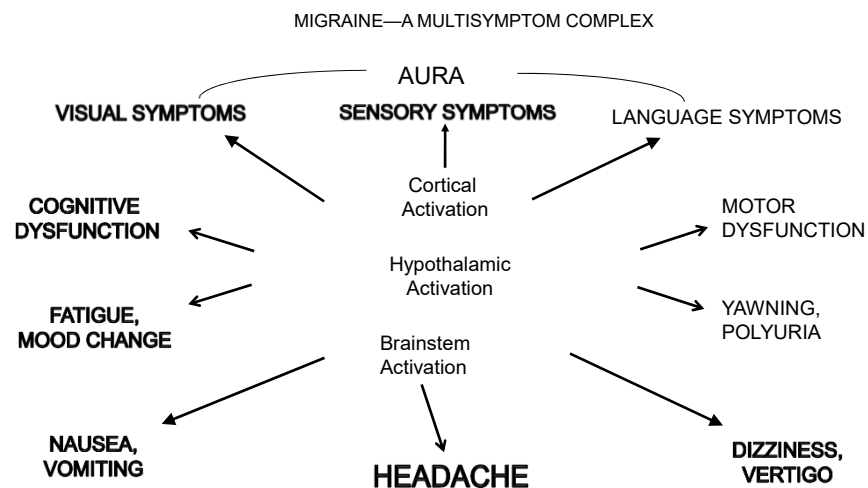 MIGRAINE—A MULTISYMPTOM COMPLEX
AURA
VISUAL SYMPTOMS
SENSORY SYMPTOMS
LANGUAGE SYMPTOMS
Cortical
Activation
COGNITIVE
DYSFUNCTION
MOTOR
DYSFUNCTION
Hypothalamic
Activation
FATIGUE,
MOOD CHANGE
YAWNING,
POLYURIA
Brainstem
Activation
NAUSEA,
VOMITING
HEADACHE
DIZZINESS,
VERTIGO